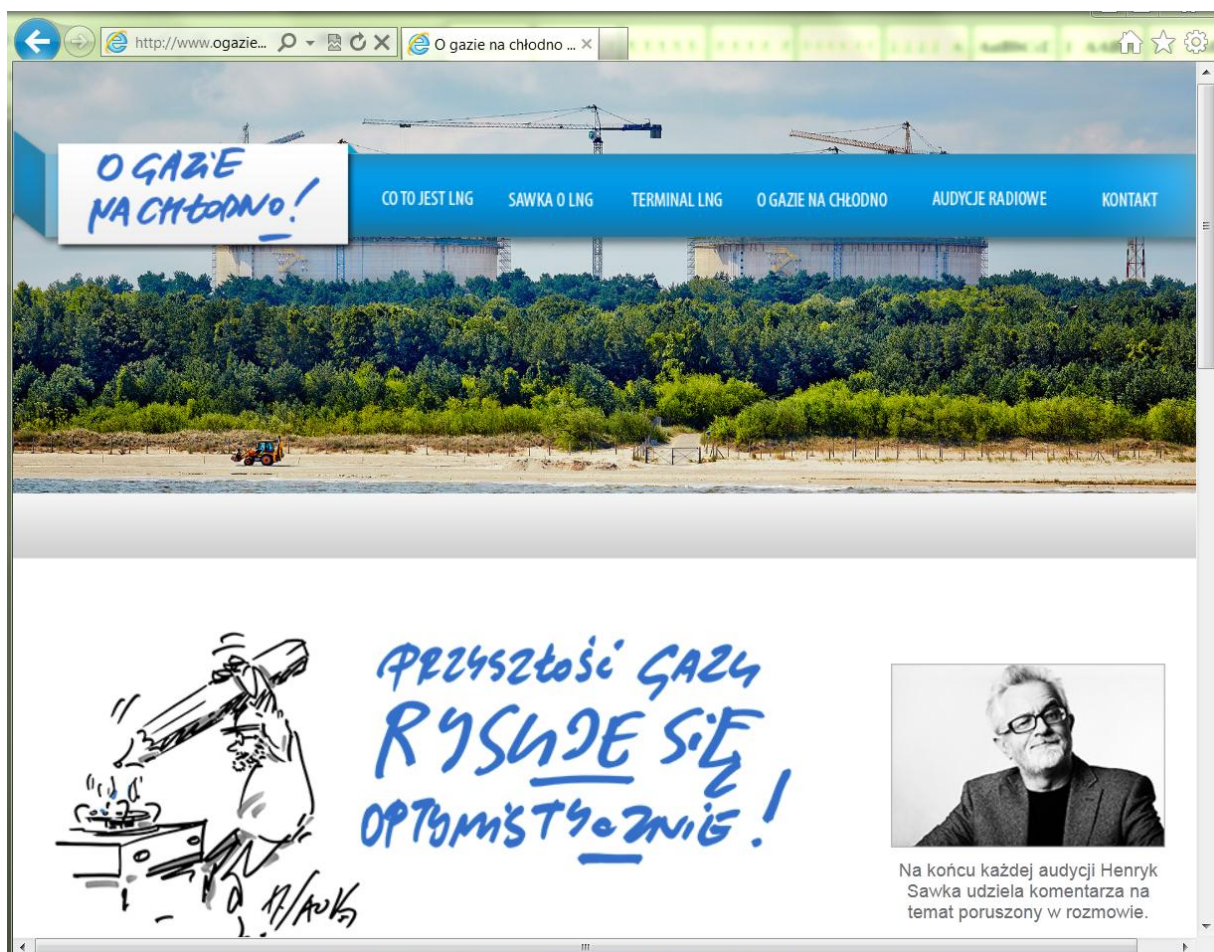 http://www.ogazie...
O gazie na chłodno ...
O GAZIE
NA CHŁODNO!
CO TO JEST LNG
SAWKA O LNG
TERMINAL LNG
O GAZIE NA CHŁODNO
AUDYCJE RADIOWE
KONTAKT
PRZYSZŁOŚĆ GAZU
RYSUJE SIĘ
OPTYMISTYCZNIE!
Na końcu każdej audycji Henryk
Sawka udziela komentarza na
temat poruszony w rozmowie.